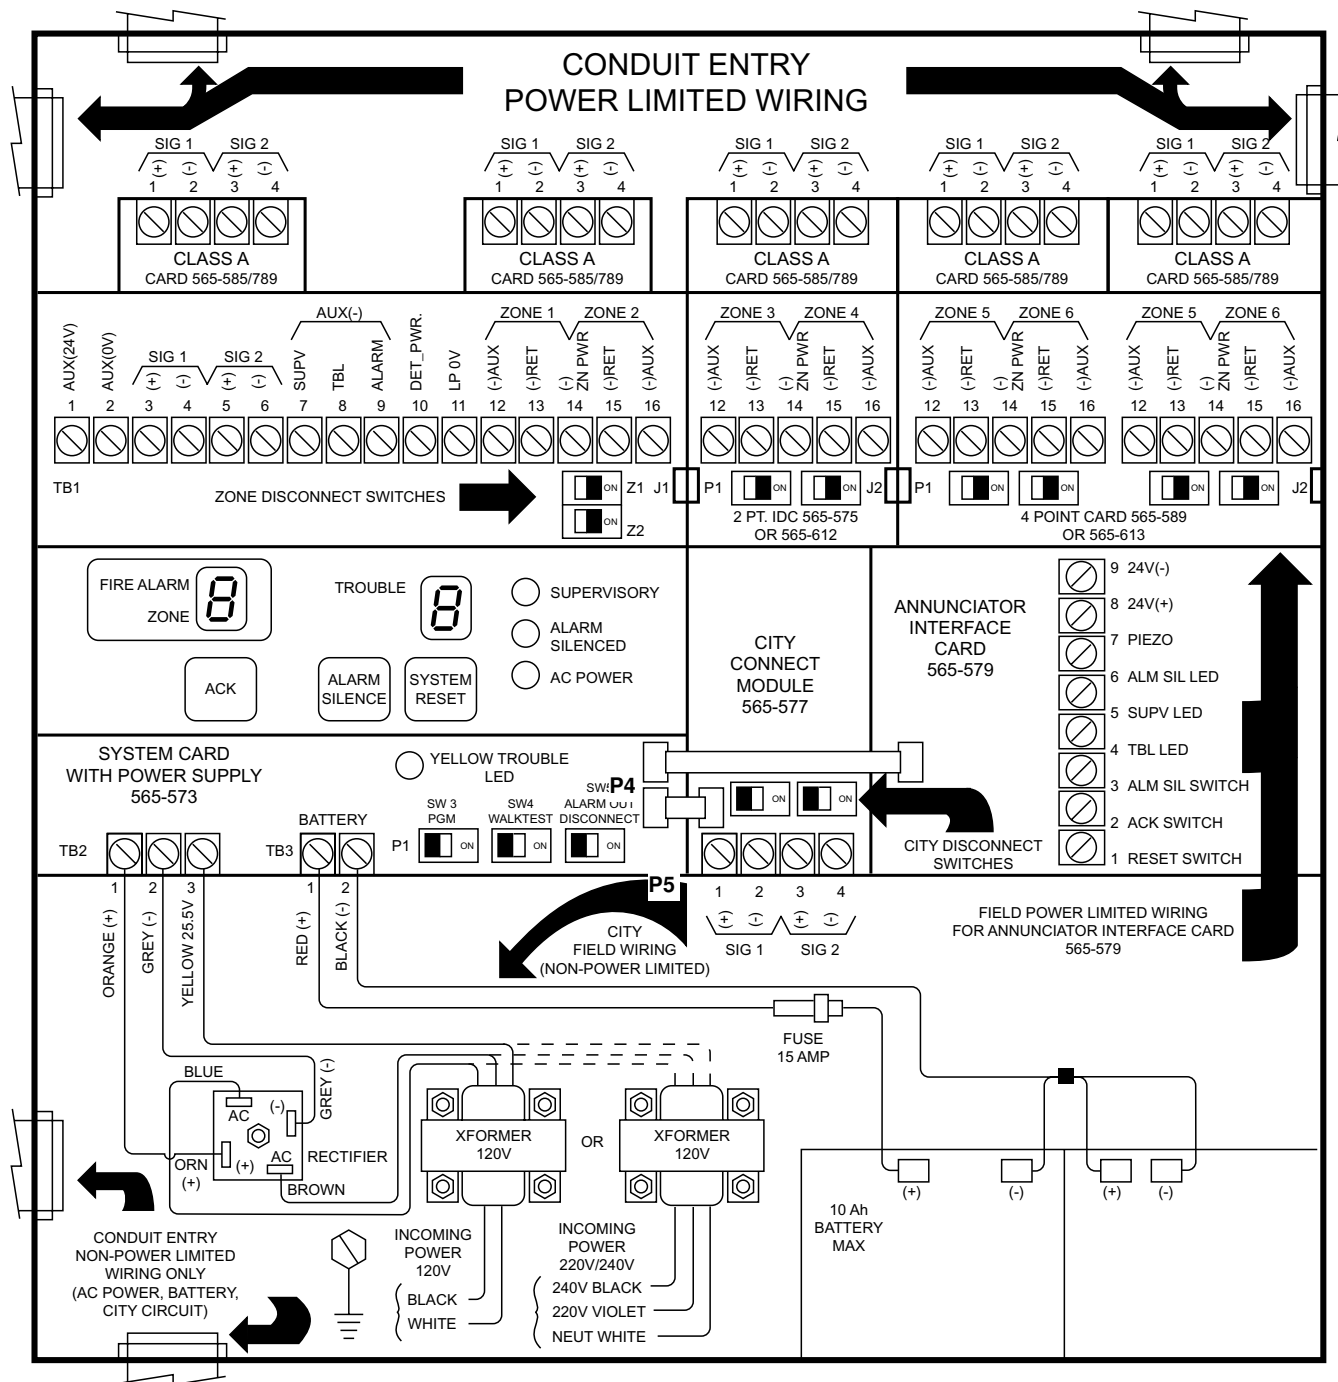 CONDUIT ENTRY
POWER LIMITED WIRING
SIG 1 SIG 2
(+) (-) (+) (-)
1 2 3 4
CLASS A
CARD 565-585/789
SIG 1 SIG 2
(+) (-) (+) (-)
1 2 3 4
CLASS A
CARD 565-585/789
SIG 1 SIG 2
(+) (-) (+) (-)
1 2 3 4
CLASS A
CARD 565-585/789
SIG 1 SIG 2
(+) (-) (+) (-)
1 2 3 4
CLASS A
CARD 565-585/789
SIG 1 SIG 2
(+) (-) (+) (-)
1 2 3 4
CLASS A
CARD 565-585/789
AUX(24V)
AUX(0V)
SIG 1 SIG 2
(+) (-) (+) (-)
AUX(-)
SUPV
TBL
ALARM
DET_PWR.
LP 0V
ZONE 1 ZONE 2
(-)AUX
(-)RET
(-)
ZN PWR
(-)RET
(-)AUX
1 2 3 4 5 6 7 8 9 10 11 12 13 14 15 16
TB1
ZONE DISCONNECT SWITCHES
ON Z1
ON Z2
J1
ZONE 3 ZONE 4
(-)AUX
(-)RET
(-)
ZN PWR
(-)RET
(-)AUX
12 13 14 15 16
P1 ON ON J2
2 PT. IDC 565-575
OR 565-612
ZONE 5 ZONE 6
(-)AUX
(-)RET
(-)
ZN PWR
(-)RET
(-)AUX
12 13 14 15 16
ZONE 5 ZONE 6
(-)AUX
(-)RET
(-)
ZN PWR
(-)RET
(-)AUX
12 13 14 15 16
P1 ON ON ON ON J2
4 POINT CARD 565-589
OR 565-613
FIRE ALARM
ZONE
8
TROUBLE
8
SUPERVISORY
ALARM
SILENCED
AC POWER
ACK
ALARM
SILENCE
SYSTEM
RESET
CITY
CONNECT
MODULE
565-577
ANNUNCIATOR
INTERFACE
CARD
565-579
9 24V(-)
8 24V(+)
7 PIEZO
6 ALM SIL LED
5 SUPV LED
4 TBL LED
3 ALM SIL SWITCH
2 ACK SWITCH
1 RESET SWITCH
SYSTEM CARD
WITH POWER SUPPLY
565-573
YELLOW TROUBLE
LED
P4
SW 3
PGM
SW4
WALKTEST
ALARM OUT
DISCONNECT
P1 ON ON ON
TB2
BATTERY
TB3
ON ON
CITY DISCONNECT
SWITCHES
1 2 3
ORANGE (+)
GREY (-)
YELLOW 25.5V
1 2
RED (+)
BLACK (-)
P5
1 2 3 4
(+) (-) (+) (-)
SIG 1 SIG 2
CITY
FIELD WIRING
(NON-POWER LIMITED)
FIELD POWER LIMITED WIRING
FOR ANNUNCIATOR INTERFACE CARD
565-579
FUSE
15 AMP
BLUE
GREY (-)
AC
(-)
(+)
AC
ORN
(+)
RECTIFIER
BROWN
XFORMER
120V
OR
XFORMER
120V
(+) (-) (+) (-)
10 Ah
BATTERY
MAX
CONDUIT ENTRY
NON-POWER LIMITED
WIRING ONLY
(AC POWER, BATTERY,
CITY CIRCUIT)
INCOMING
POWER
120V
BLACK
WHITE
INCOMING
POWER
220V/240V
240V BLACK
220V VIOLET
NEUT WHITE